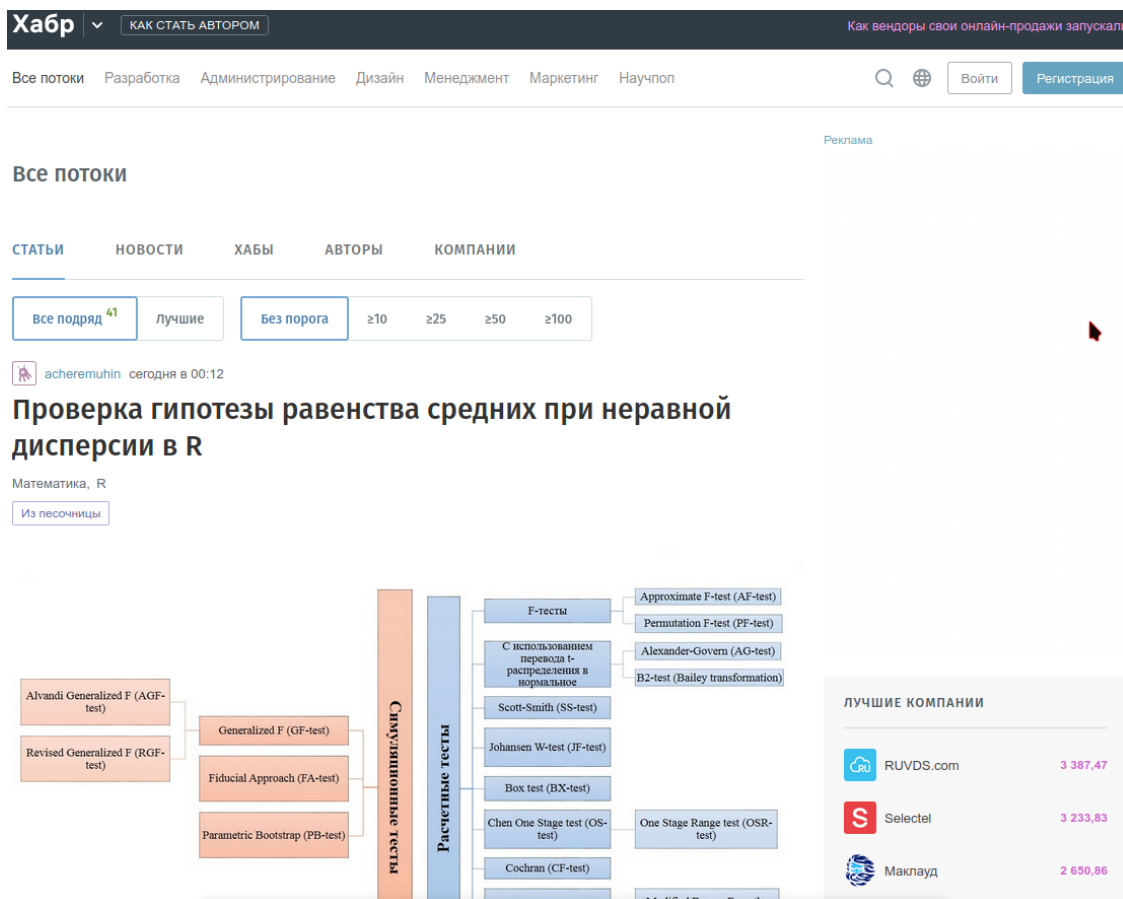 Хабр
КАК СТАТЬ АВТОРОМ
Как вендоры свои онлайн-продажи запускали
Все потоки Разработка Администрирование Дизайн Менеджмент Маркетинг Научпоп
Войти
Регистрация
Реклама
Все потоки
СТАТЬИ НОВОСТИ ХАБЫ АВТОРЫ КОМПАНИИ
Все подряд 41 Лучшие Без порога ≥10 ≥25 ≥50 ≥100
acheremuhin сегодня в 00:12
Проверка гипотезы равенства средних при неравной
дисперсии в R
Математика, R
Из песочницы
Alvandi Generalized F (AGF-
test)
Revised Generalized F (RGF-
test)
Generalized F (GF-test)
Fiducial Approach (FA-test)
Parametric Bootstrap (PB-test)
Симуляционные тесты
Расчетные тесты
F-тесты
Approximate F-test (AF-test)
Permutation F-test (PF-test)
С использованием
перевода t-
распределения в
нормальное
Alexander-Govern (AG-test)
B2-test (Bailey transformation)
Scott-Smith (SS-test)
Johansen W-test (JF-test)
Box test (BX-test)
Chen One Stage test (OS-
test)
One Stage Range test (OSR-
test)
Cochran (CF-test)
ЛУЧШИЕ КОМПАНИИ
RU
RUVDS.com 3 387,47
S
Selectel 3 233,83
Маклауд 2 650,86